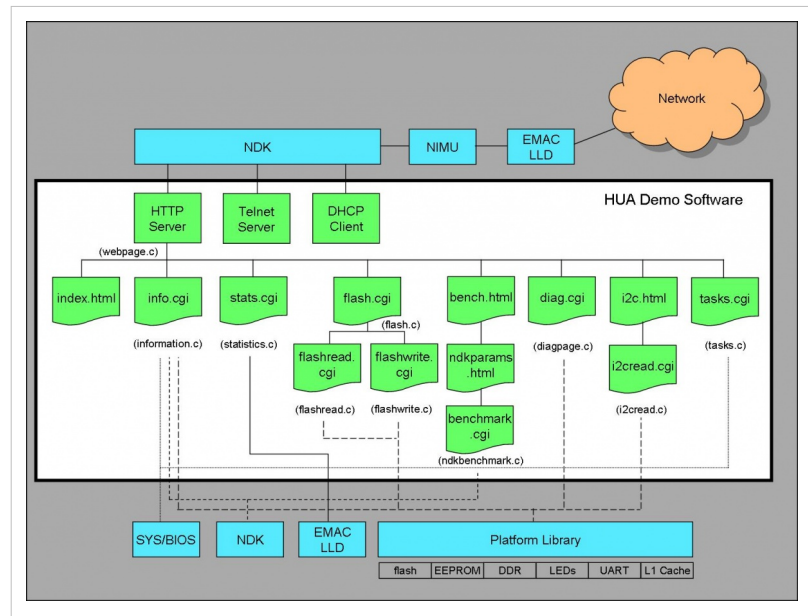 Network
NDK
NIMU
EMAC
LLD
HUA Demo Software
HTTP
Server
Telnet
Server
DHCP
Client
(webpage.c)
index.html
info.cgi
stats.cgi
flash.cgi
bench.html
diag.cgi
i2c.html
tasks.cgi
(flash.c)
(information.c)
(statistics.c)
flashread.
cgi
flashwrite.
cgi
ndkparams
.html
(diagpage.c)
i2cread.cgi
(tasks.c)
(flashread.c)
(flashwrite.c)
benchmark
.cgi
(i2cread.c)
(ndkbenchmark.c)
SYS/BIOS
NDK
EMAC
LLD
Platform Library
flash
EEPROM
DDR
LEDs
UART
L1 Cache